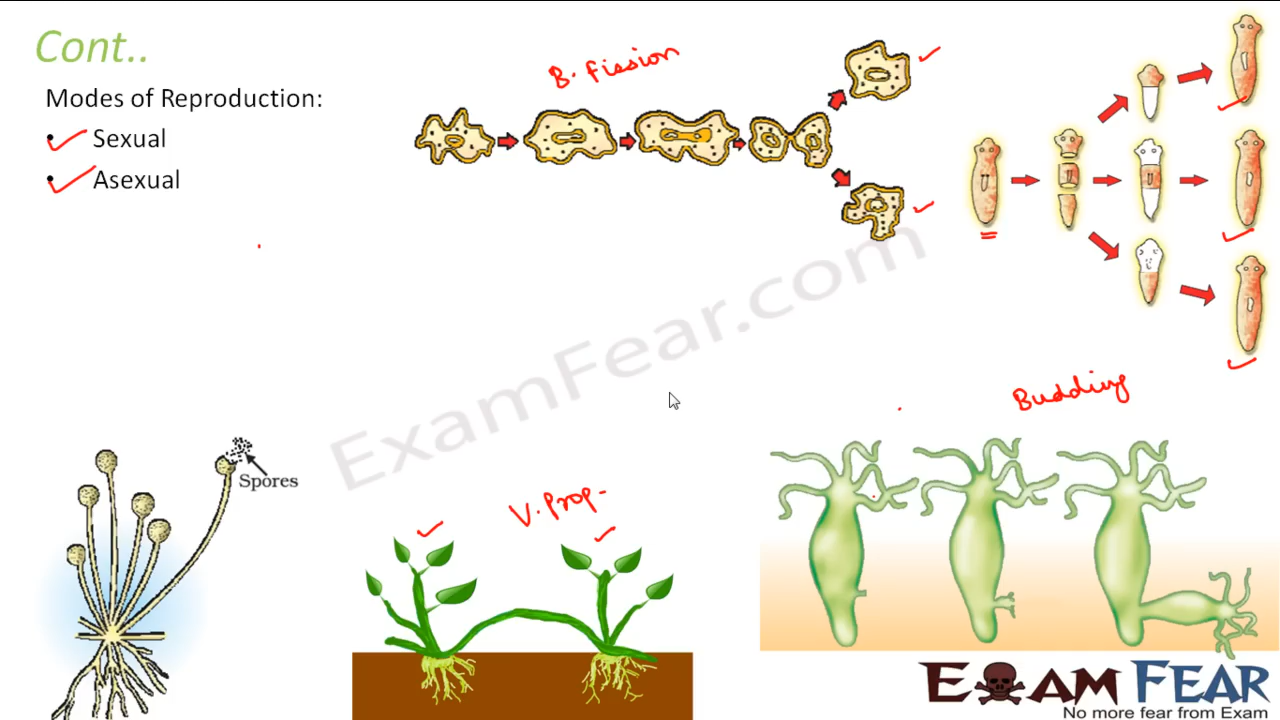 Cont..
Modes of Reproduction:
• Sexual
• Asexual
B. Fission
Budding
Spores
V. Prop-
ExamFear.com
EXAM FEAR
No more fear from Exam